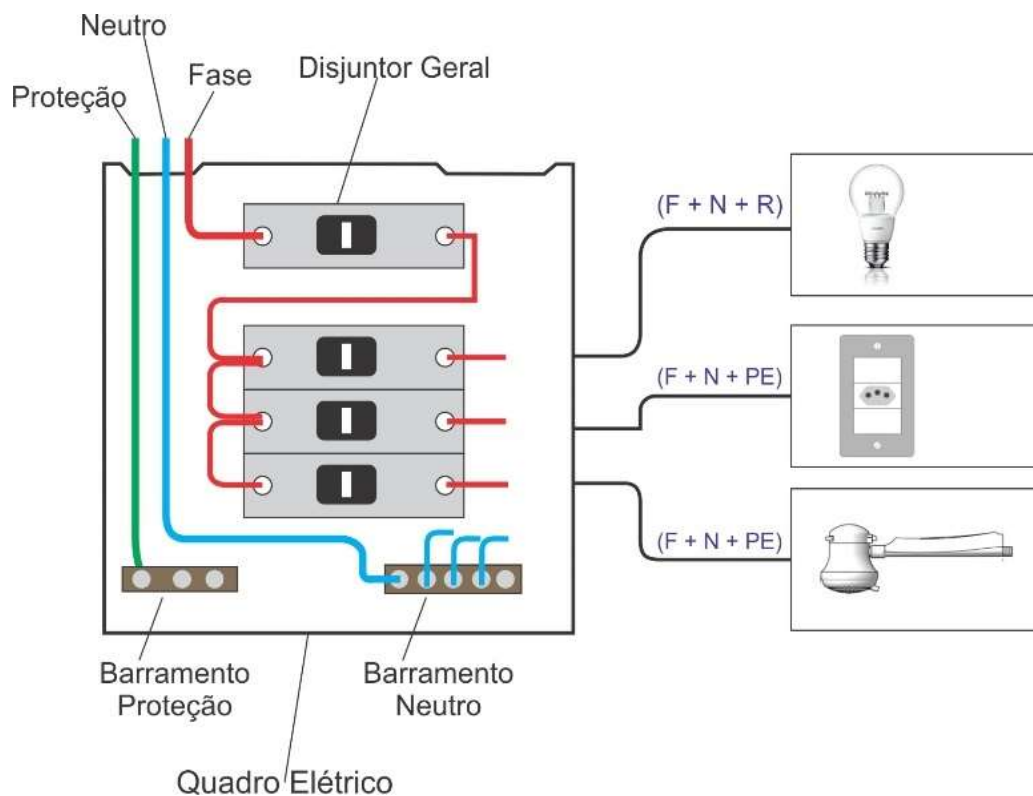 Neutro
Disjuntor Geral
Fase
Proteção
(F + N + R)
(F + N + PE)
(F + N + PE)
Barramento
Proteção
Barramento
Neutro
Quadro Elétrico